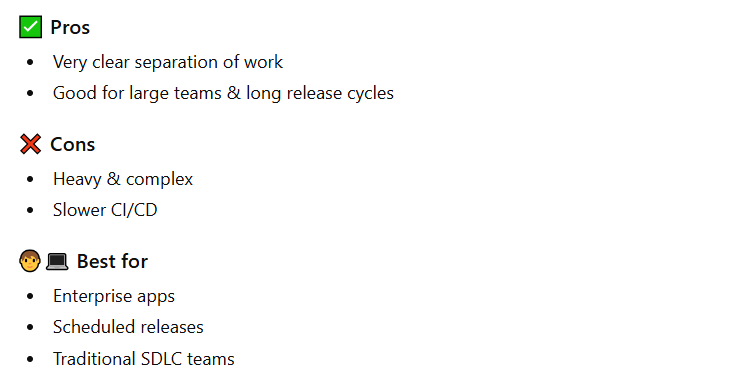 ✅ Pros
• Very clear separation of work
• Good for large teams & long release cycles
❌ Cons
• Heavy & complex
• Slower CI/CD
🧑💻 Best for
• Enterprise apps
• Scheduled releases
• Traditional SDLC teams